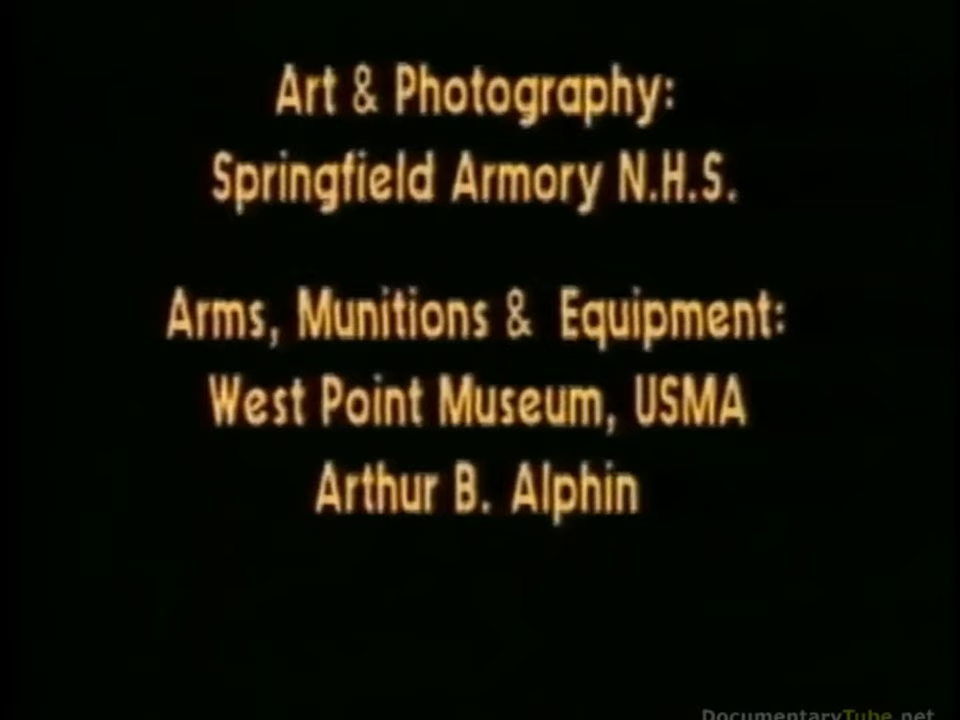 Art & Photography:
Springfield Armory N.H.S.
Arms, Munitions & Equipment:
West Point Museum, USMA
Arthur B. Alphin
DocumentaryTube.net